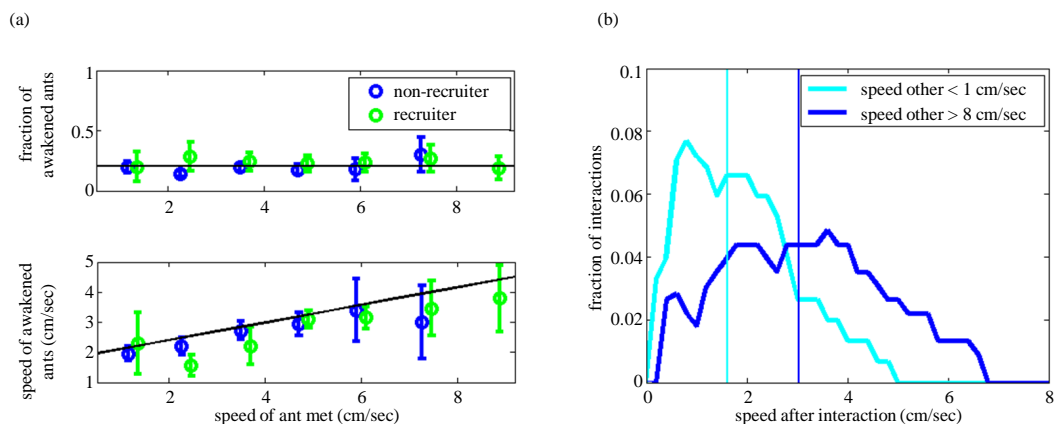 (a)
fraction of
awakened ants
1
0.5
0
non-recruiter
recruiter
2 4 6 8
speed of awakened
ants (cm/sec)
5
4
3
2
1
2 4 6 8
speed of ant met (cm/sec)
(b)
fraction of interactions
0.1
0.08
0.06
0.04
0.02
0
speed other < 1 cm/sec
speed other > 8 cm/sec
0 2 4 6 8
speed after interaction (cm/sec)